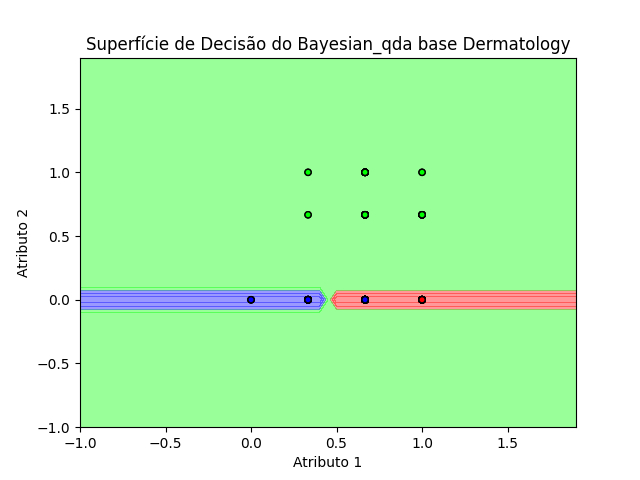 Superfície de Decisão do Bayesian_qda base Dermatology
1.5
1.0
0.5
0.0
−0.5
−1.0
Atributo 2
−1.0 −0.5 0.0 0.5 1.0 1.5
Atributo 1